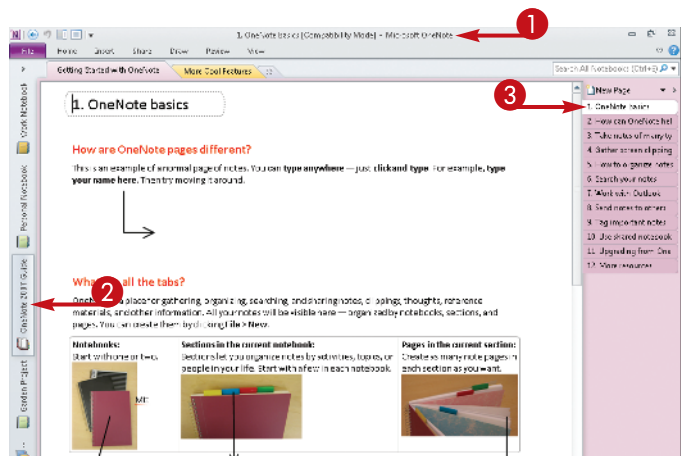 1. OneNote basics [Compatibility Mode] - Microsoft OneNote
1
File Home Insert Share Draw Review View
Getting Started with OneNote More Cool Features
Search All Notebooks (Ctrl+E)
3
New Page
1. OneNote basics
2. How can OneNote hel
3. Take notes of many ty
4. Gather screen clipping
5. How to organize notes
6. Search your notes
7. Work with Outlook
8. Send notes to others
9. Tag important notes
10. Use shared notebook
11. Upgrading from One
12. More resources
Work Notebook
Personal Notebook
OneNote 2007 Guide
Garden Project
2
1. OneNote basics
How are OneNote pages different?
This is an example of a normal page of notes. You can type anywhere — just click and type. For example, type
your name here. Then try moving it around.
all the tabs?
a place for gathering, organizing, searching, and sharing notes, clippings, thoughts, reference
materials, and other information. All your notes will be visible here — organized by notebooks, sections, and
pages. You can create them by clicking File > New.
Notebooks:
Start with one or two.
Sections in the current notebook:
Sections let you organize notes by activities, topics, or
people in your life. Start with a few in each notebook.
Pages in the current section:
Create as many note pages in
each section as you want.